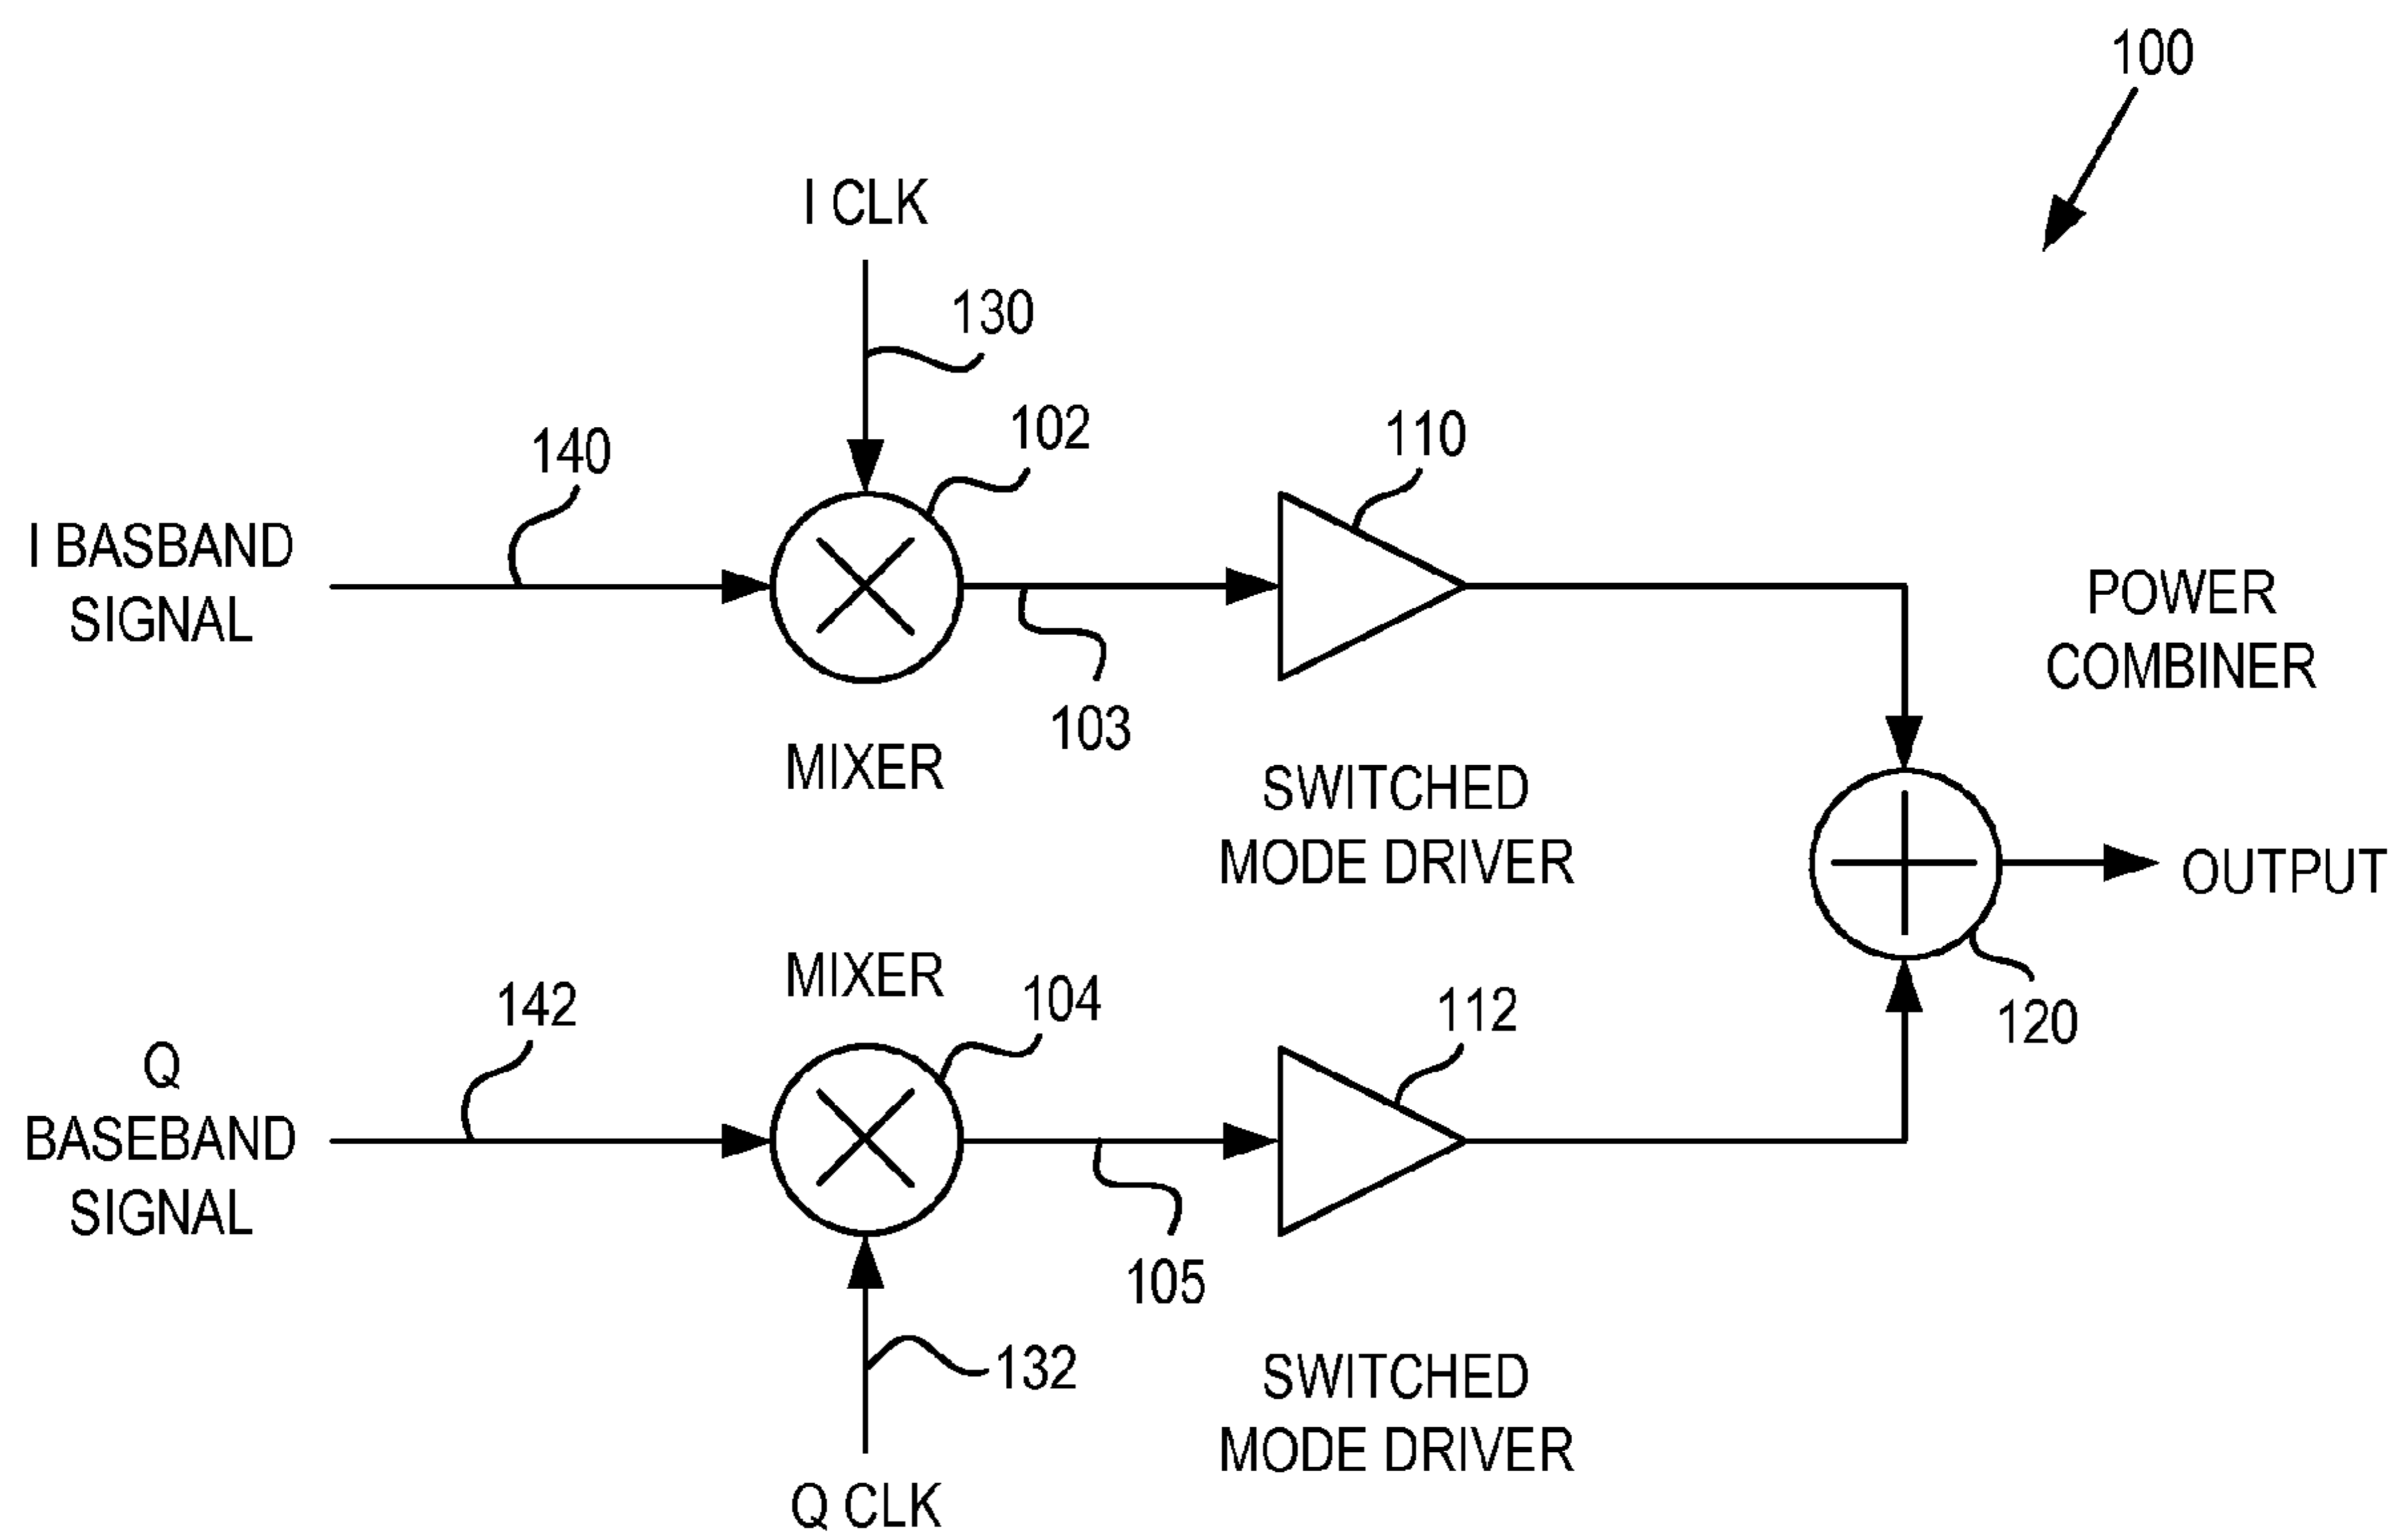 100
I CLK
130
102
110
140
I BASBAND
SIGNAL
POWER
COMBINER
103
MIXER
SWITCHED
MODE DRIVER
OUTPUT
MIXER
104
112
142
120
Q
BASEBAND
SIGNAL
105
132
SWITCHED
MODE DRIVER
Q CLK